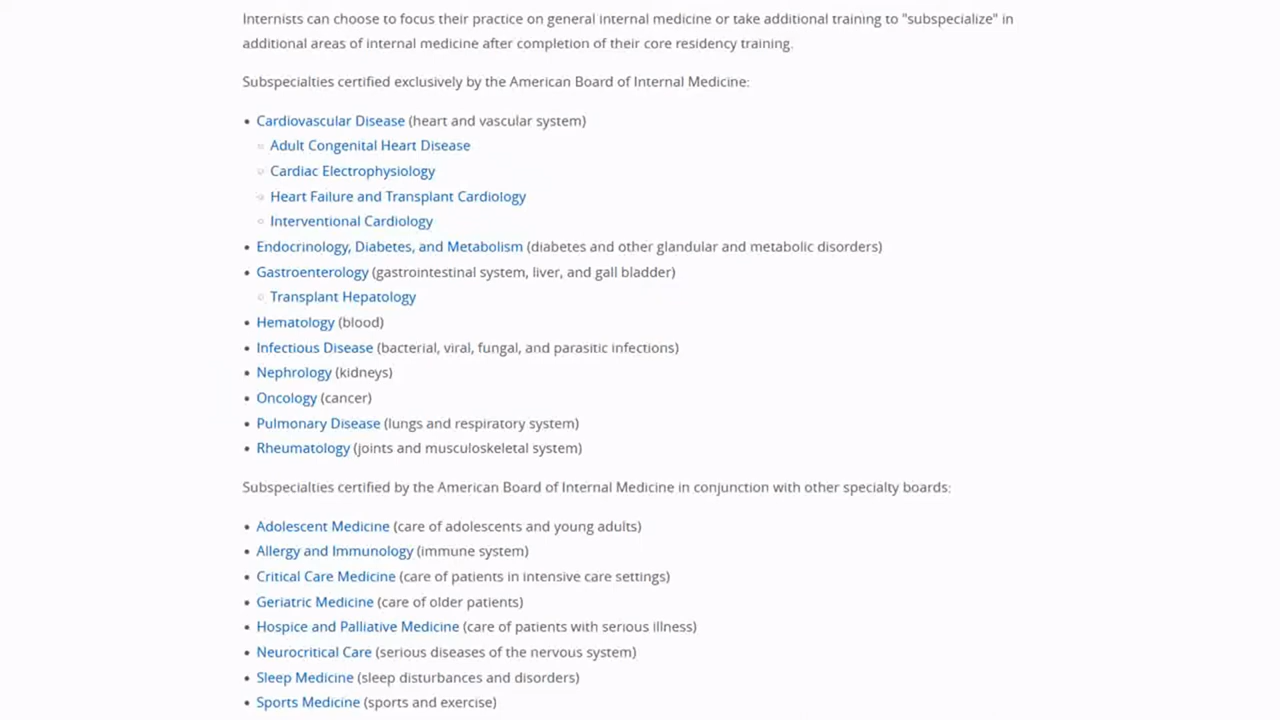 Internists can choose to focus their practice on general internal medicine or take additional training to "subspecialize" in
additional areas of internal medicine after completion of their core residency training.
Subspecialties certified exclusively by the American Board of Internal Medicine:
• Cardiovascular Disease (heart and vascular system)
○ Adult Congenital Heart Disease
○ Cardiac Electrophysiology
○ Heart Failure and Transplant Cardiology
○ Interventional Cardiology
• Endocrinology, Diabetes, and Metabolism (diabetes and other glandular and metabolic disorders)
• Gastroenterology (gastrointestinal system, liver, and gall bladder)
○ Transplant Hepatology
• Hematology (blood)
• Infectious Disease (bacterial, viral, fungal, and parasitic infections)
• Nephrology (kidneys)
• Oncology (cancer)
• Pulmonary Disease (lungs and respiratory system)
• Rheumatology (joints and musculoskeletal system)
Subspecialties certified by the American Board of Internal Medicine in conjunction with other specialty boards:
• Adolescent Medicine (care of adolescents and young adults)
• Allergy and Immunology (immune system)
• Critical Care Medicine (care of patients in intensive care settings)
• Geriatric Medicine (care of older patients)
• Hospice and Palliative Medicine (care of patients with serious illness)
• Neurocritical Care (serious diseases of the nervous system)
• Sleep Medicine (sleep disturbances and disorders)
• Sports Medicine (sports and exercise)